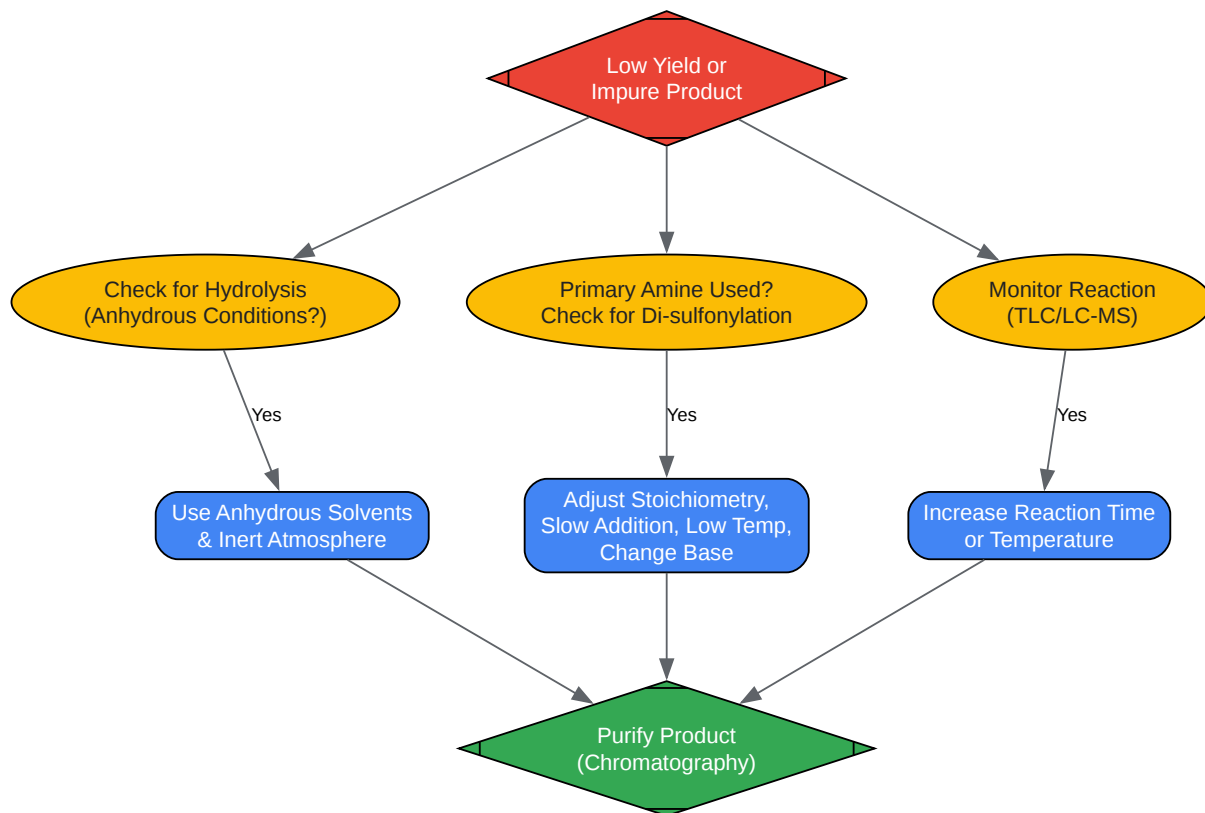 Low Yield or
Impure Product
Check for Hydrolysis
(Anhydrous Conditions?)
Primary Amine Used?
Check for Di-sulfonylation
Monitor Reaction
(TLC/LC-MS)
Yes
Yes
Yes
Use Anhydrous Solvents
& Inert Atmosphere
Adjust Stoichiometry,
Slow Addition, Low Temp,
Change Base
Increase Reaction Time
or Temperature
Purify Product
(Chromatography)